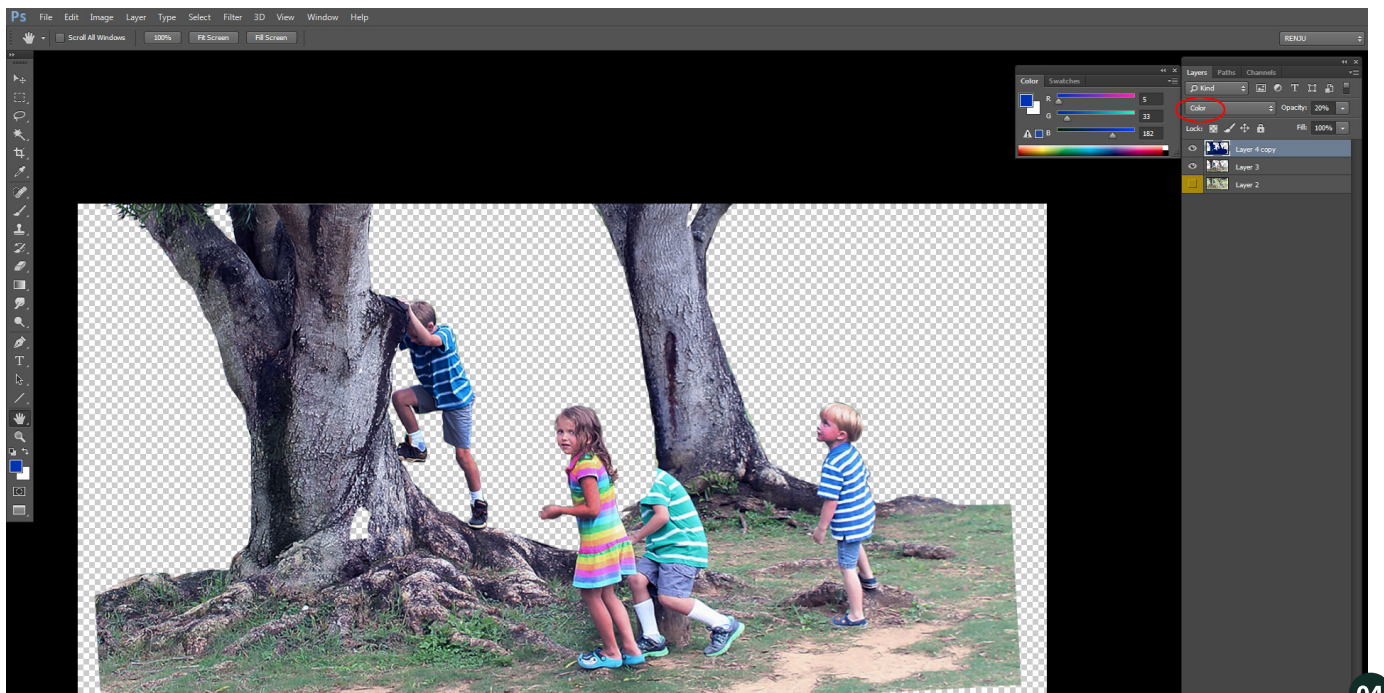 Ps File Edit Image Layer Type Select Filter 3D View Window Help
Scroll All Windows 100% Fit Screen Fill Screen RENJU
Color Swatches
R 5
G 33
B 182
Layers Paths Channels
Kind T
Color Opacity: 20%
Lock: Fill: 100%
Layer 4 copy
Layer 3
Layer 2
T
04